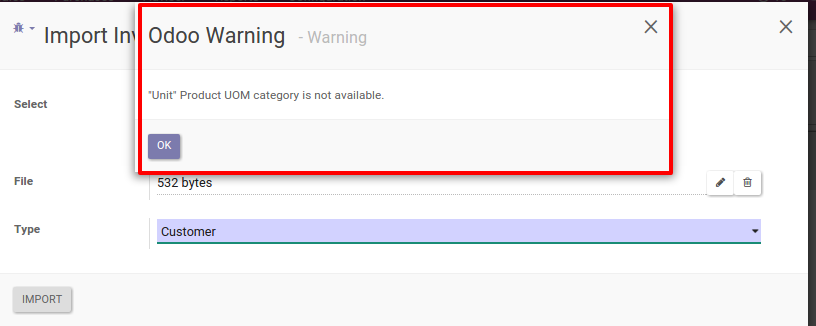 Import Inv
Odoo Warning - Warning
"Unit" Product UOM category is not available.
OK
Select
File
532 bytes
Type
Customer
IMPORT